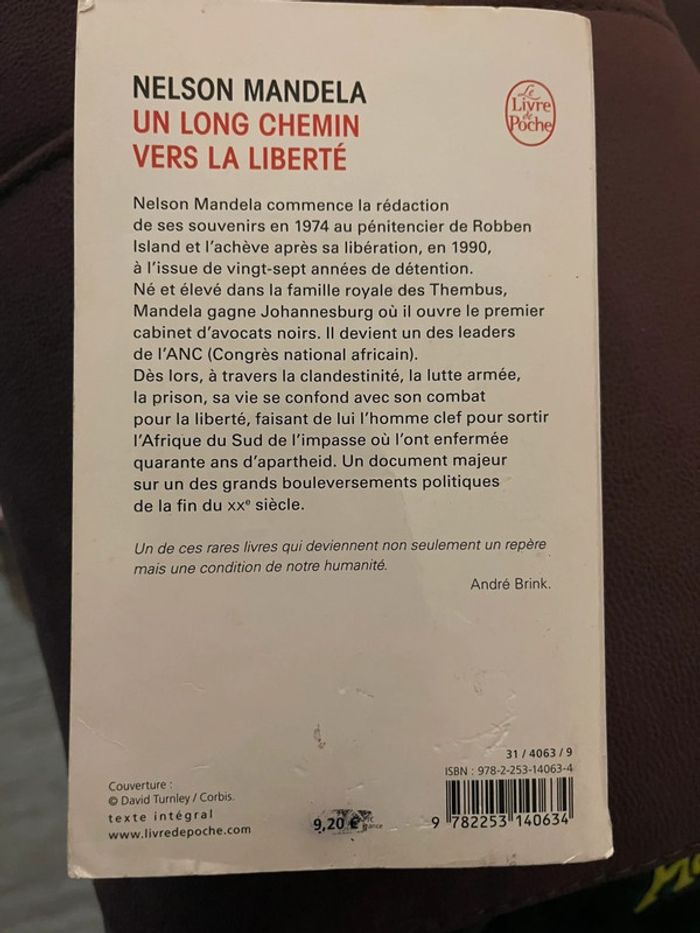 NELSON MANDELA
UN LONG CHEMIN
VERS LA LIBERTÉ
Le
Livre
de
Poche
Nelson Mandela commence la rédaction
de ses souvenirs en 1974 au pénitencier de Robben
Island et l'achève après sa libération, en 1990,
à l'issue de vingt-sept années de détention.
Né et élevé dans la famille royale des Thembus,
Mandela gagne Johannesburg où il ouvre le premier
cabinet d'avocats noirs. Il devient un des leaders
de l'ANC (Congrès national africain).
Dès lors, à travers la clandestinité, la lutte armée,
la prison, sa vie se confond avec son combat
pour la liberté, faisant de lui l'homme clef pour sortir
l'Afrique du Sud de l'impasse où l'ont enfermée
quarante ans d'apartheid. Un document majeur
sur un des grands bouleversements politiques
de la fin du XXe siècle.
Un de ces rares livres qui deviennent non seulement un repère
mais une condition de notre humanité.
André Brink.
31 / 4063 / 9
ISBN : 978-2-253-14063-4
Couverture :
© David Turnley / Corbis.
texte intégral
www.livredepoche.com
9,20 €
9 782253 140634